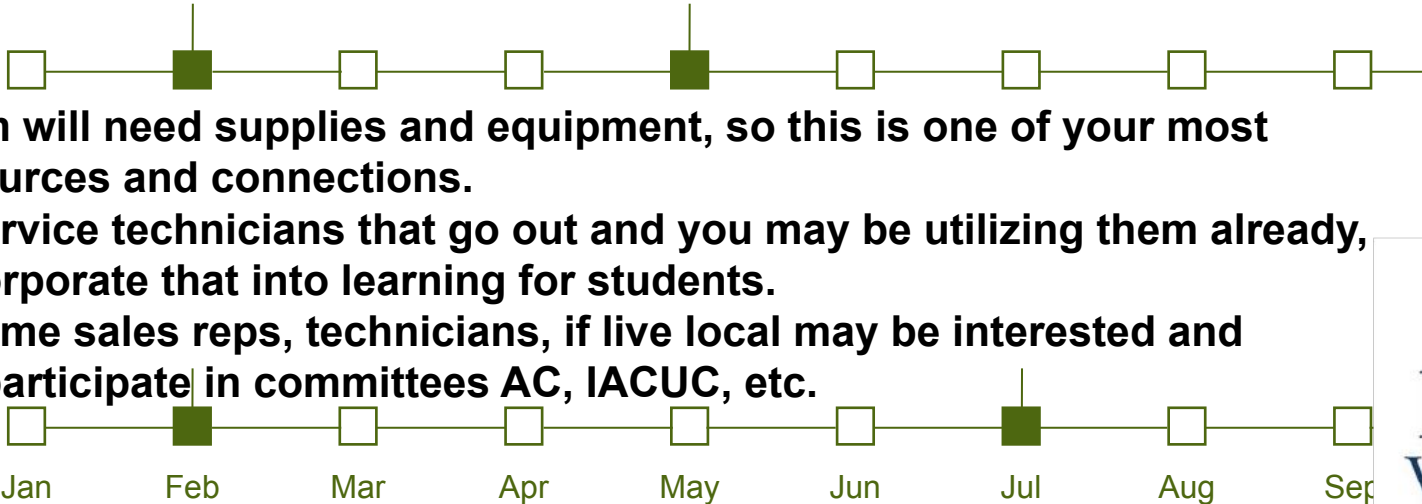 will need supplies and equipment, so this is one of your most
urces and connections.
rvice technicians that go out and you may be utilizing them already,
orporate that into learning for students.
me sales reps, technicians, if live local may be interested and
participate in committees AC, IACUC, etc.
Jan Feb Mar Apr May Jun Jul Aug Sep